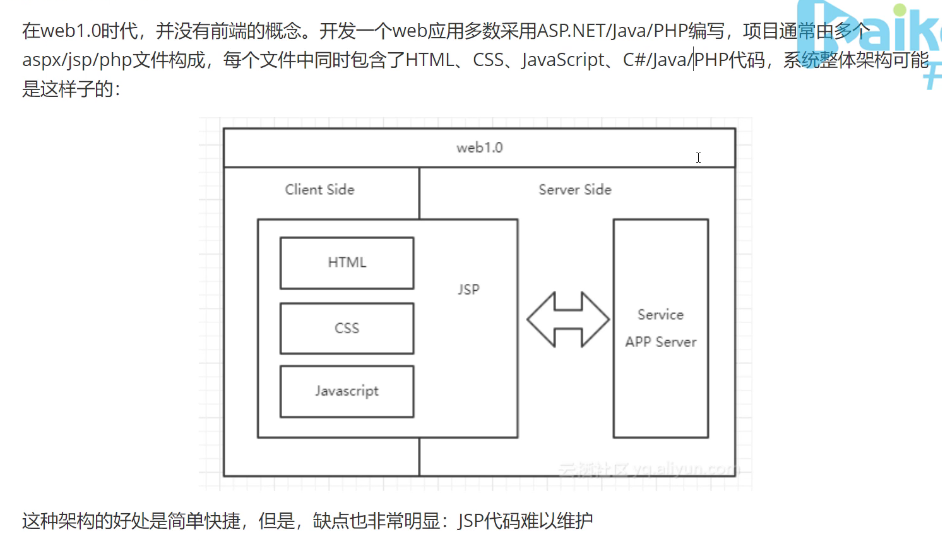 在web1.0时代，并没有前端的概念。开发一个web应用多数采用ASP.NET/Java/PHP编写，项目通常由多个
aspx/jsp/php文件构成，每个文件中同时包含了HTML、CSS、JavaScript、C#/Java/PHP代码，系统整体架构可能
是这样子的：
web1.0
Client Side
Server Side
HTML
JSP
CSS
Service
APP Server
Javascript
云栖社区 yq.aliyun.com
这种架构的好处是简单快捷，但是，缺点也非常明显：JSP代码难以维护